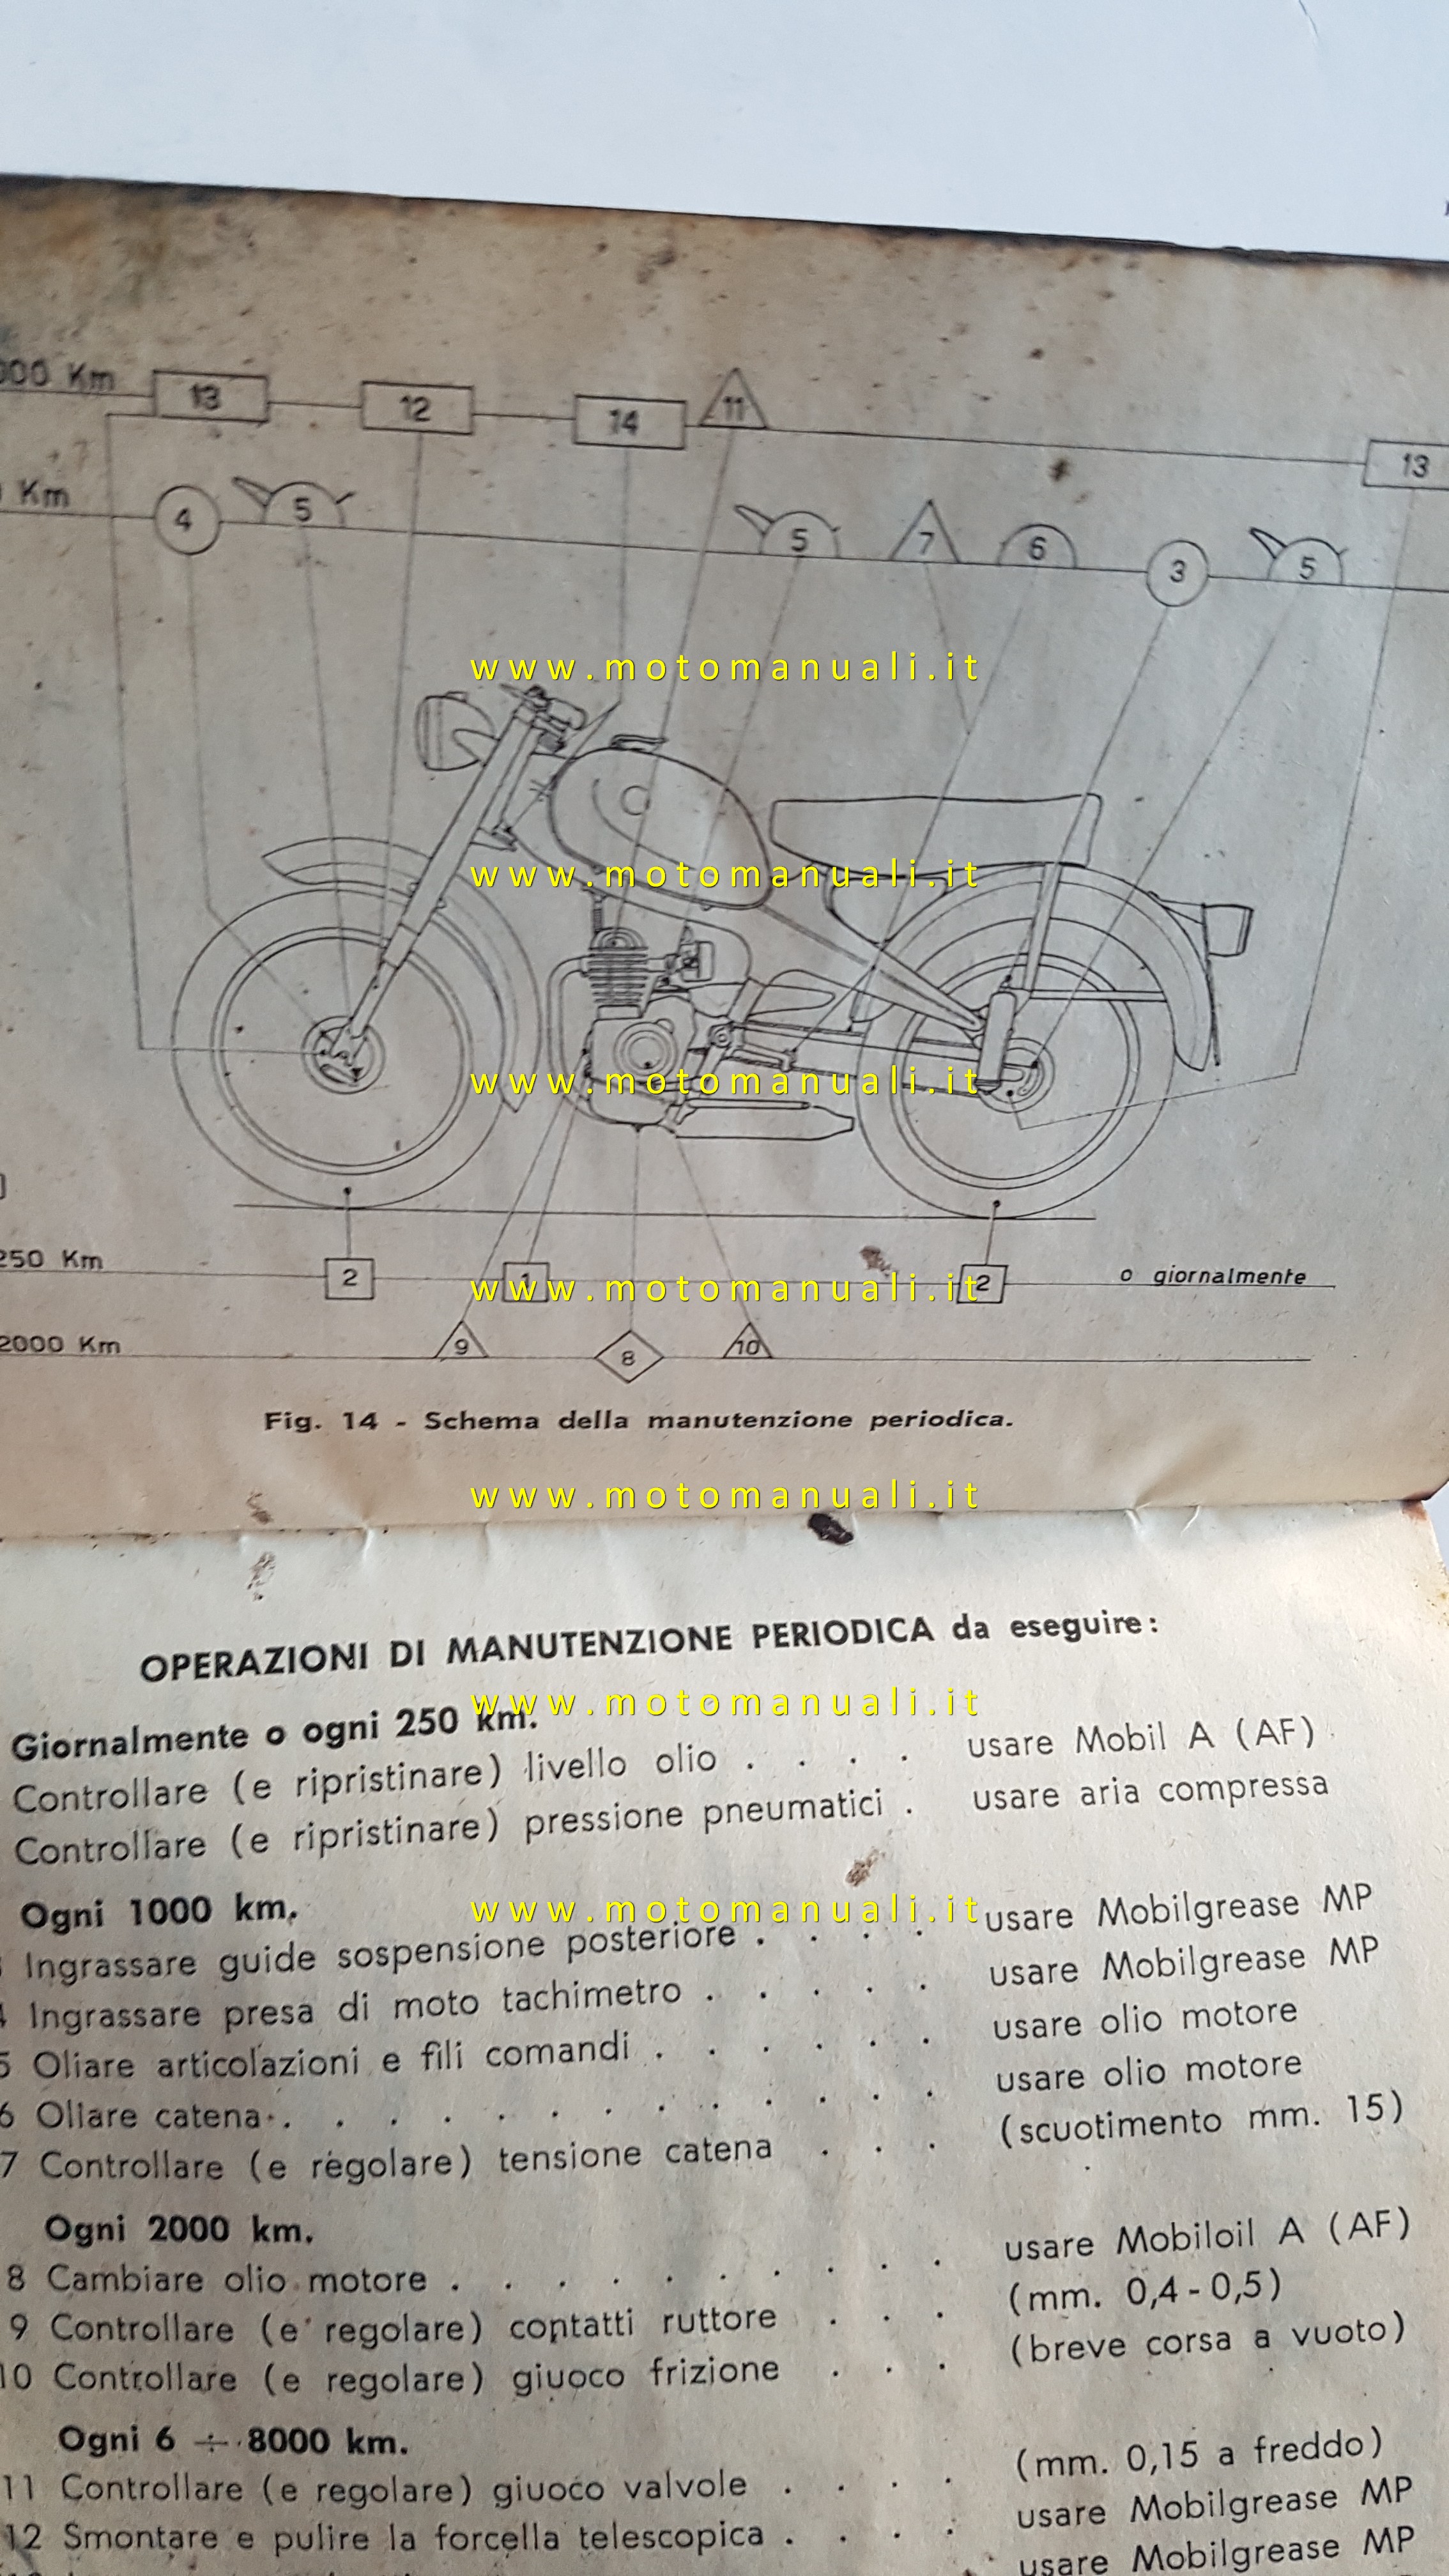 000 Km 13 12 14 11 13
Km 4 5 5 7 6 3 5
www.motomanuali.it
www.motomanuali.it
www.motomanuali.it
250 Km 2 1 2 o giornalmente
www.motomanuali.it
2000 Km 9 8 10
Fig. 14 - Schema della manutenzione periodica.
www.motomanuali.it
OPERAZIONI DI MANUTENZIONE PERIODICA da eseguire:
www.motomanuali.it
Giornalmente o ogni 250 km.
Controllare (e ripristinare) livello olio . . . . usare Mobil A (AF)
Controllare (e ripristinare) pressione pneumatici . usare aria compressa
Ogni 1000 km.
www.motomanuali.it
Ingrassare guide sospensione posteriore . . . . usare Mobilgrease MP
4 Ingrassare presa di moto tachimetro . . . . . usare Mobilgrease MP
5 Oliare articolazioni e fili comandi . . . . . . usare olio motore
6 Oliare catena . . . . . . . . . . . . . usare olio motore
7 Controllare (e regolare) tensione catena . . . (scuotimento mm. 15)
Ogni 2000 km.
8 Cambiare olio motore . . . . . . . . . . usare Mobiloil A (AF)
9 Controllare (e regolare) contatti ruttore . . . (mm. 0,4 - 0,5)
10 Controllare (e regolare) giuoco frizione . . . (breve corsa a vuoto)
Ogni 6 ÷ 8000 km.
11 Controllare (e regolare) giuoco valvole . . . . (mm. 0,15 a freddo)
12 Smontare e pulire la forcella telescopica . . . . usare Mobilgrease MP
usare Mobilgrease MP